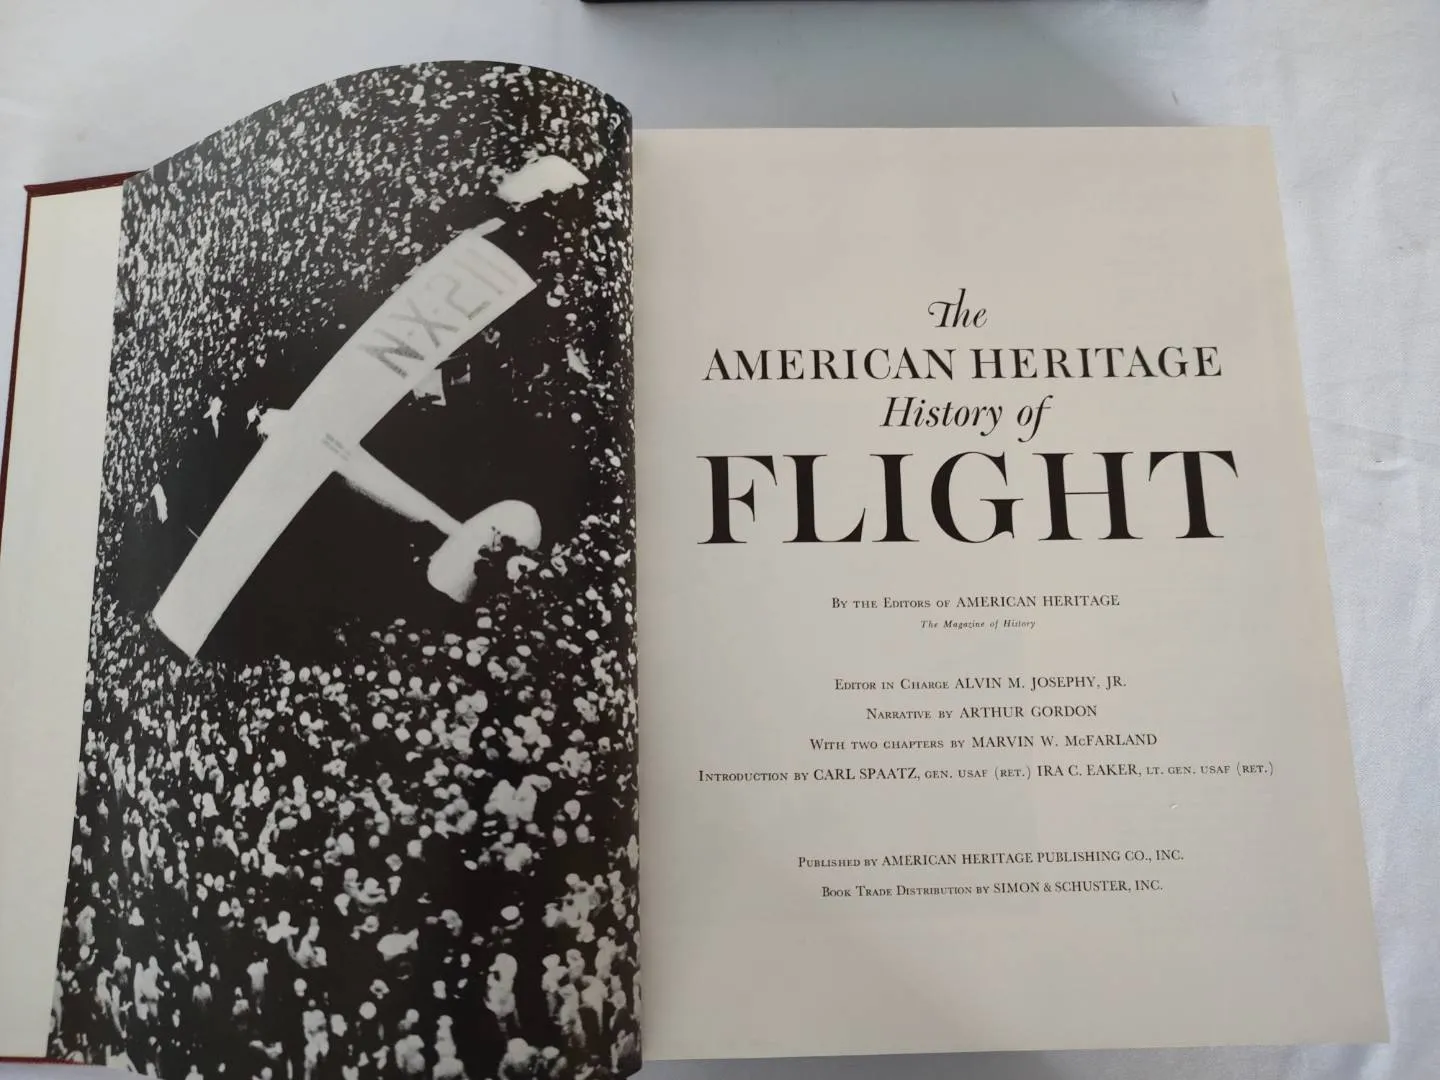 N-X-211
The
AMERICAN HERITAGE
History of
FLIGHT
BY THE EDITORS OF AMERICAN HERITAGE
The Magazine of History
EDITOR IN CHARGE ALVIN M. JOSEPHY, JR.
NARRATIVE BY ARTHUR GORDON
WITH TWO CHAPTERS BY MARVIN W. McFARLAND
INTRODUCTION BY CARL SPAATZ, GEN. USAF (RET.) IRA C. EAKER, LT. GEN. USAF (RET.)
PUBLISHED BY AMERICAN HERITAGE PUBLISHING CO., INC.
BOOK TRADE DISTRIBUTION BY SIMON & SCHUSTER, INC.